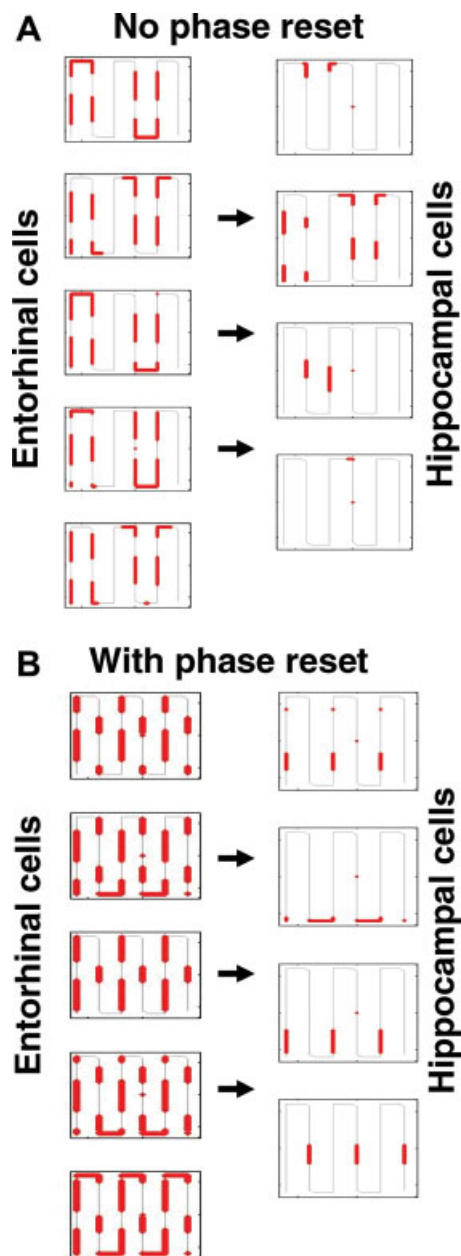 A No phase reset
Entorhinal cells
Hippocampal cells
B With phase reset
Entorhinal cells
Hippocampal cells